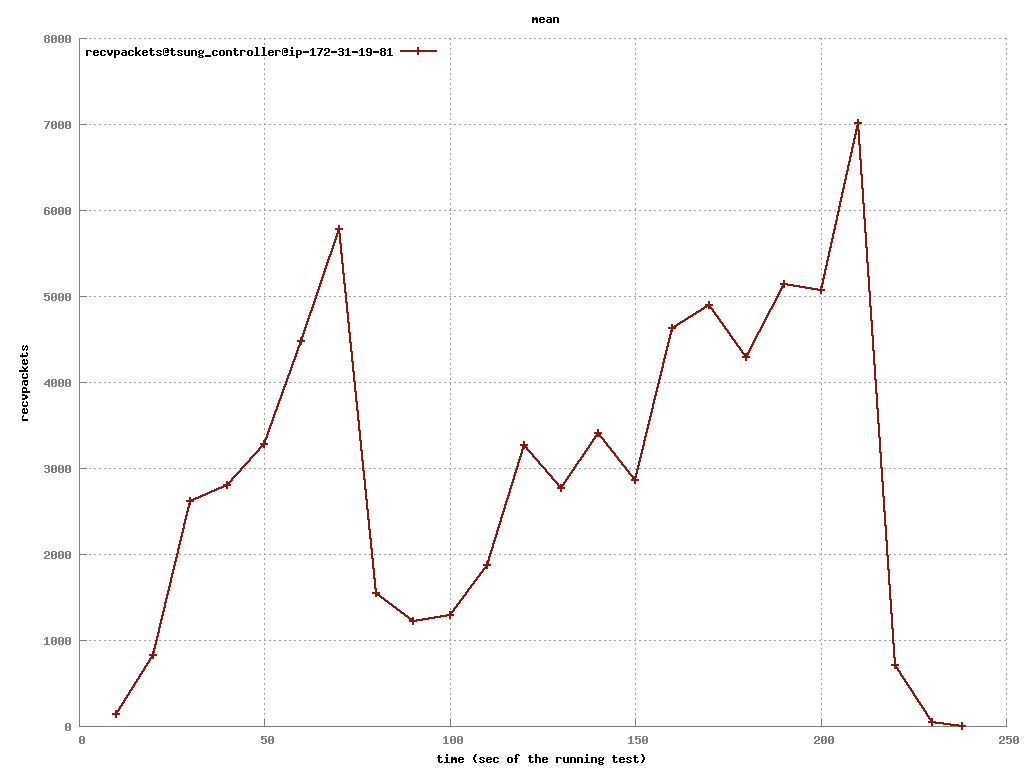 mean
8000
recvpackets@tsung_controller@ip-172-31-19-81
7000
6000
5000
4000
recvpackets
3000
2000
1000
0
0 50 100 150 200 250
time (sec of the running test)